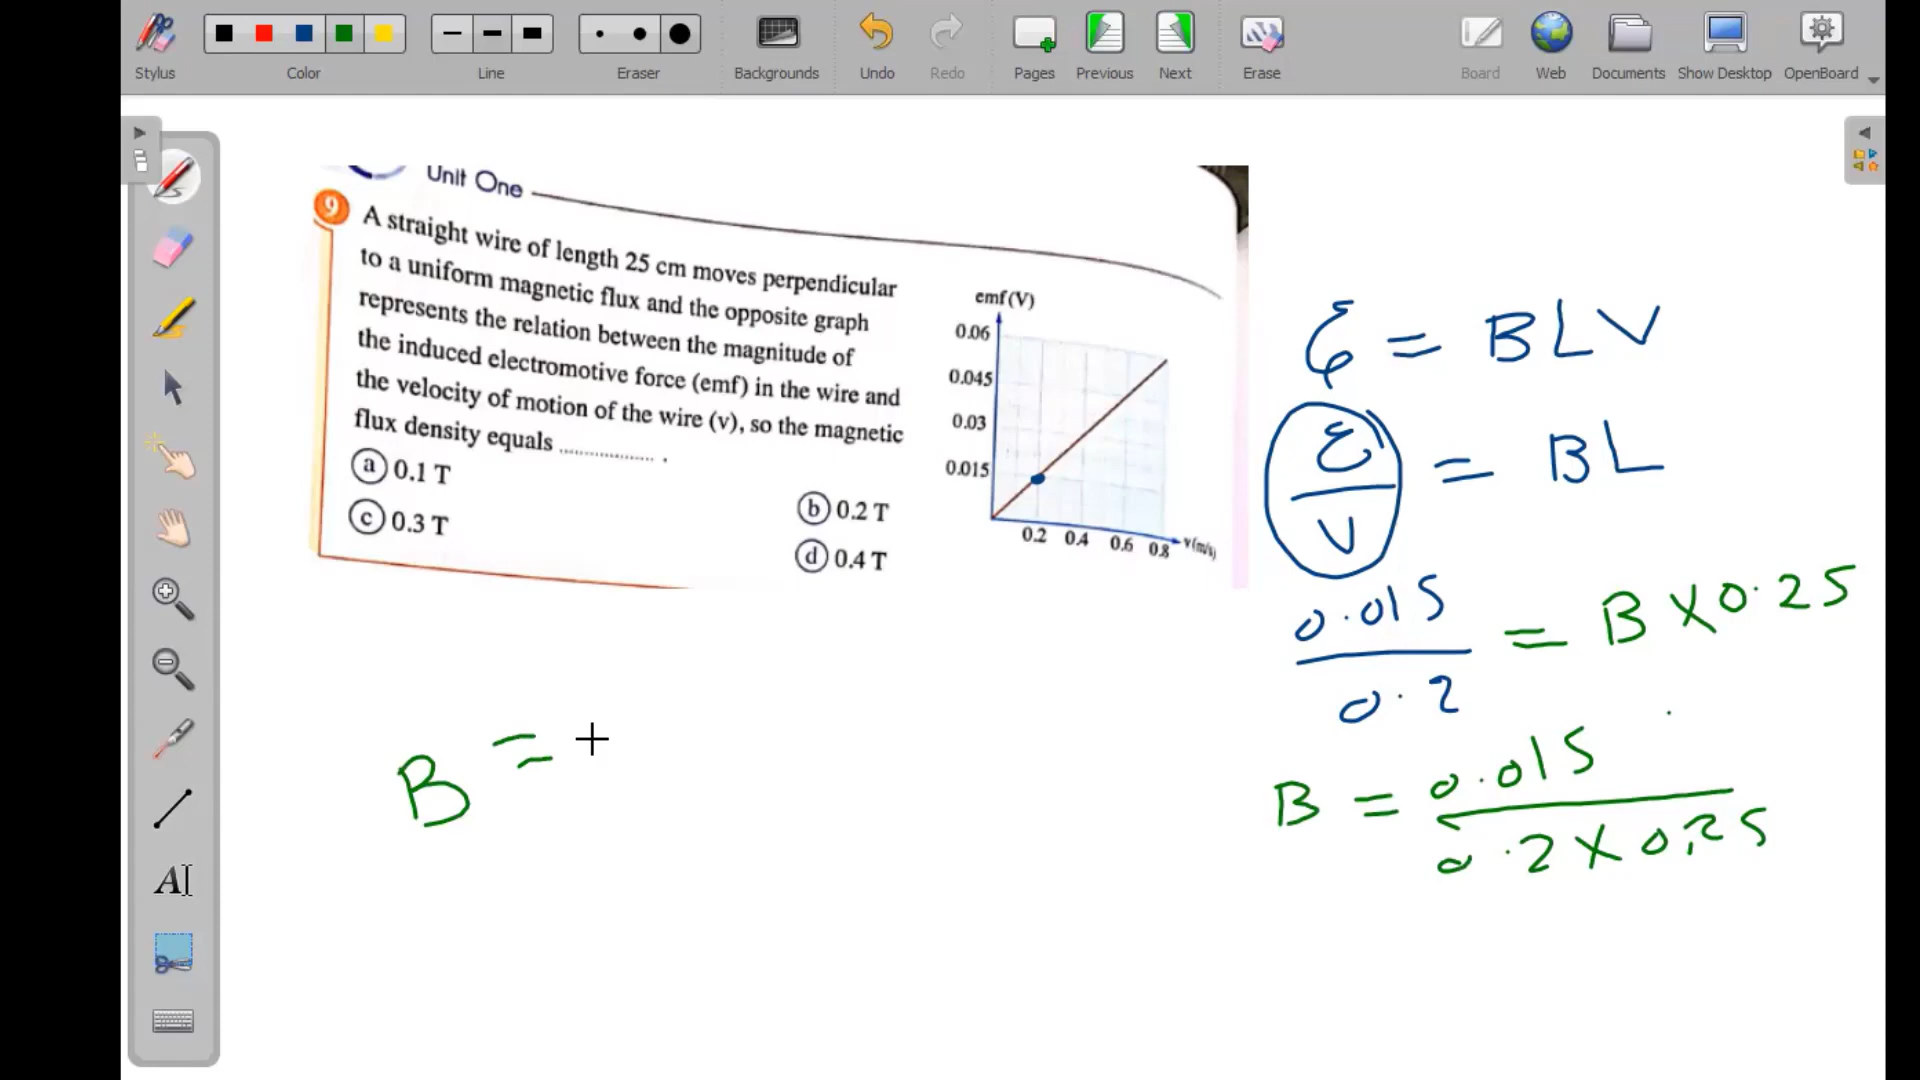 Stylus
Color
Line
Eraser
Backgrounds
Undo
Redo
Pages
Previous
Next
Erase
Board
Web
Documents
Show Desktop
OpenBoard
Unit One
9
A straight wire of length 25 cm moves perpendicular
to a uniform magnetic flux and the opposite graph
represents the relation between the magnitude of
the induced electromotive force (emf) in the wire and
the velocity of motion of the wire (v), so the magnetic
flux density equals .................. .
a 0.1 T
b 0.2 T
c 0.3 T
d 0.4 T
emf (V)
0.06
0.045
0.03
0.015
0.2 0.4 0.6 0.8 v(m/s)
ξ = BLV
ξ/V = BL
0.015/0.2 = B X 0.25
B = 0.015/0.2 X 0.25
B =
AI